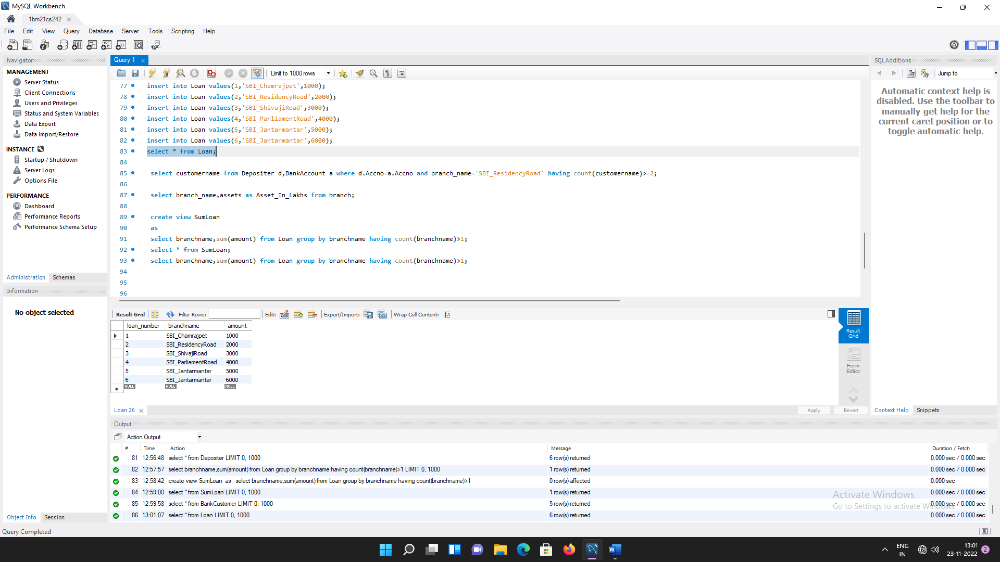 MySQL Workbench
1bm21cs242
File Edit View Query Database Server Tools Scripting Help
Navigator
MANAGEMENT
Server Status
Client Connections
Users and Privileges
Status and System Variables
Data Export
Data Import/Restore
INSTANCE
Startup / Shutdown
Server Logs
Options File
PERFORMANCE
Dashboard
Performance Reports
Performance Schema Setup
Administration Schemas
Information
No object selected
Object Info Session
Query 1
Limit to 1000 rows
77 insert into Loan values(1,'SBI_Chamrajpet',1000);
78 insert into Loan values(2,'SBI_ResidencyRoad',2000);
79 insert into Loan values(3,'SBI_ShivajiRoad',3000);
80 insert into Loan values(4,'SBI_ParliamentRoad',4000);
81 insert into Loan values(5,'SBI_Jantarmantar',5000);
82 insert into Loan values(6,'SBI_Jantarmantar',6000);
83 select * from Loan;
84
85 select customername from Depositer d,BankAccount a where d.Accno=a.Accno and branch_name='SBI_ResidencyRoad' having count(customername)>=2;
86
87 select branch_name,assets as Asset_In_Lakhs from branch;
88
89 create view SumLoan
90 as
91 select branchname,sum(amount) from Loan group by branchname having count(branchname)>1;
92 select * from SumLoan;
93 select branchname,sum(amount) from Loan group by branchname having count(branchname)>1;
94
95
96
Result Grid Filter Rows: Edit: Export/Import: Wrap Cell Content:
loan_number branchname amount
1 SBI_Chamrajpet 1000
2 SBI_ResidencyRoad 2000
3 SBI_ShivajiRoad 3000
4 SBI_ParliamentRoad 4000
5 SBI_Jantarmantar 5000
6 SBI_Jantarmantar 6000
NULL NULL NULL
Result Grid
Form Editor
Loan 26 Apply Revert
SQLAdditions
Jump to
Automatic context help is
disabled. Use the toolbar to
manually get help for the
current caret position or to
toggle automatic help.
Context Help Snippets
Output
Action Output
# Time Action Message Duration / Fetch
81 12:56:48 select * from Depositer LIMIT 0, 1000 6 row(s) returned 0.000 sec / 0.000 sec
82 12:57:57 select branchname,sum(amount) from Loan group by branchname having count(branchname)>1 LIMIT 0, 1000 1 row(s) returned 0.000 sec / 0.000 sec
83 12:58:42 create view SumLoan as select branchname,sum(amount) from Loan group by branchname having count(branchname)>1 0 row(s) affected 0.000 sec
84 12:59:00 select * from SumLoan LIMIT 0, 1000 1 row(s) returned 0.000 sec / 0.000 sec
85 12:59:58 select * from BankCustomer LIMIT 0, 1000 5 row(s) returned 0.000 sec / 0.000 sec
86 13:01:07 select * from Loan LIMIT 0, 1000 6 row(s) returned 0.000 sec / 0.000 sec
Activate Windows
Go to Settings to activate Windows.
Query Completed
ENG
IN
13:01
23-11-2022
2